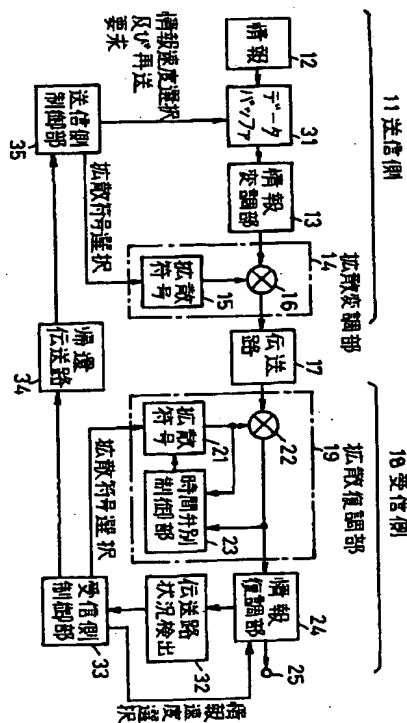 11 送信側
情報
12
データ
バッファ
31
情報
変調部
13
拡散変調部
14
拡散
符号
15
16
情報速度選択
及び再送
要求
送信側
制御部
35
拡散符号選択
伝送
路
17
帰還
伝送路
34
18 受信側
拡散復調部
19
拡散
符号
21
22
時間弁別
制御部
23
情報
復調部
24
25
伝送路
状況検出
32
受信側
制御部
33
拡散符号選択
情報速度選択